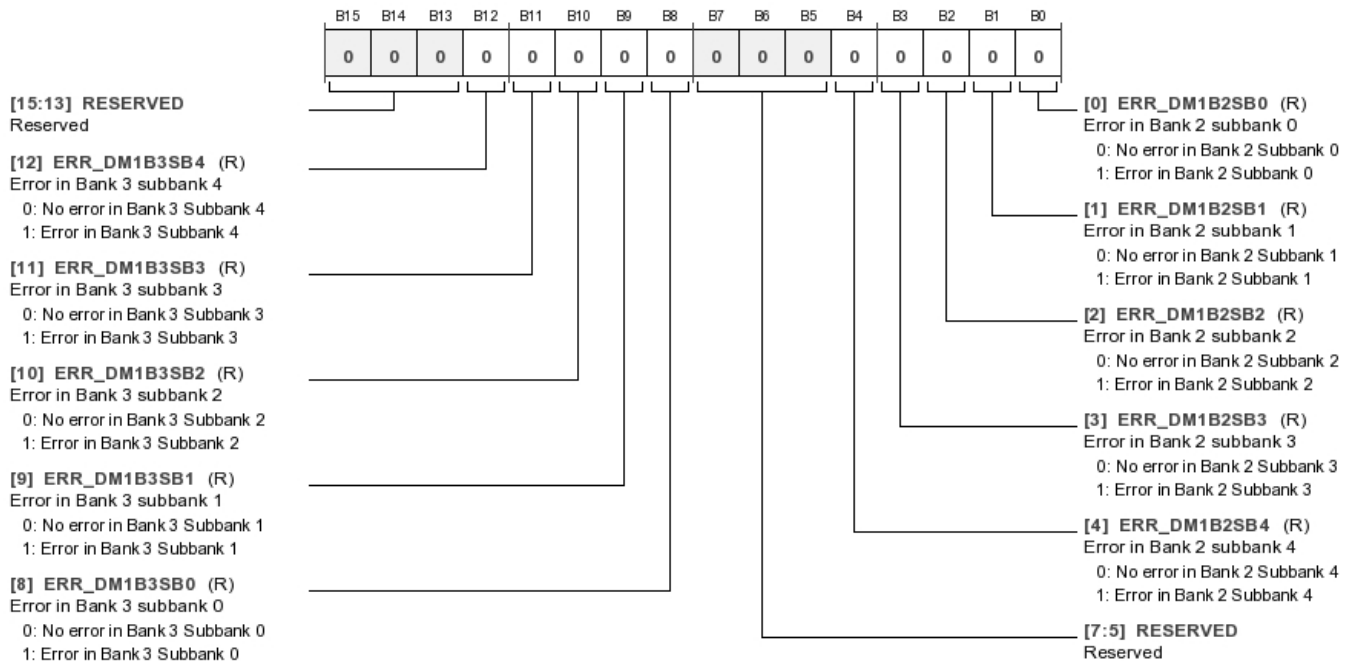 B15 B14 B13 B12 B11 B10 B9 B8 B7 B6 B5 B4 B3 B2 B1 B0
0 0 0 0 0 0 0 0 0 0 0 0 0 0 0 0
[15:13] RESERVED
Reserved
[12] ERR_DM1B3SB4 (R)
Error in Bank 3 subbank 4
0: No error in Bank 3 Subbank 4
1: Error in Bank 3 Subbank 4
[11] ERR_DM1B3SB3 (R)
Error in Bank 3 subbank 3
0: No error in Bank 3 Subbank 3
1: Error in Bank 3 Subbank 3
[10] ERR_DM1B3SB2 (R)
Error in Bank 3 subbank 2
0: No error in Bank 3 Subbank 2
1: Error in Bank 3 Subbank 2
[9] ERR_DM1B3SB1 (R)
Error in Bank 3 subbank 1
0: No error in Bank 3 Subbank 1
1: Error in Bank 3 Subbank 1
[8] ERR_DM1B3SB0 (R)
Error in Bank 3 subbank 0
0: No error in Bank 3 Subbank 0
1: Error in Bank 3 Subbank 0
[0] ERR_DM1B2SB0 (R)
Error in Bank 2 subbank 0
0: No error in Bank 2 Subbank 0
1: Error in Bank 2 Subbank 0
[1] ERR_DM1B2SB1 (R)
Error in Bank 2 subbank 1
0: No error in Bank 2 Subbank 1
1: Error in Bank 2 Subbank 1
[2] ERR_DM1B2SB2 (R)
Error in Bank 2 subbank 2
0: No error in Bank 2 Subbank 2
1: Error in Bank 2 Subbank 2
[3] ERR_DM1B2SB3 (R)
Error in Bank 2 subbank 3
0: No error in Bank 2 Subbank 3
1: Error in Bank 2 Subbank 3
[4] ERR_DM1B2SB4 (R)
Error in Bank 2 subbank 4
0: No error in Bank 2 Subbank 4
1: Error in Bank 2 Subbank 4
[7:5] RESERVED
Reserved